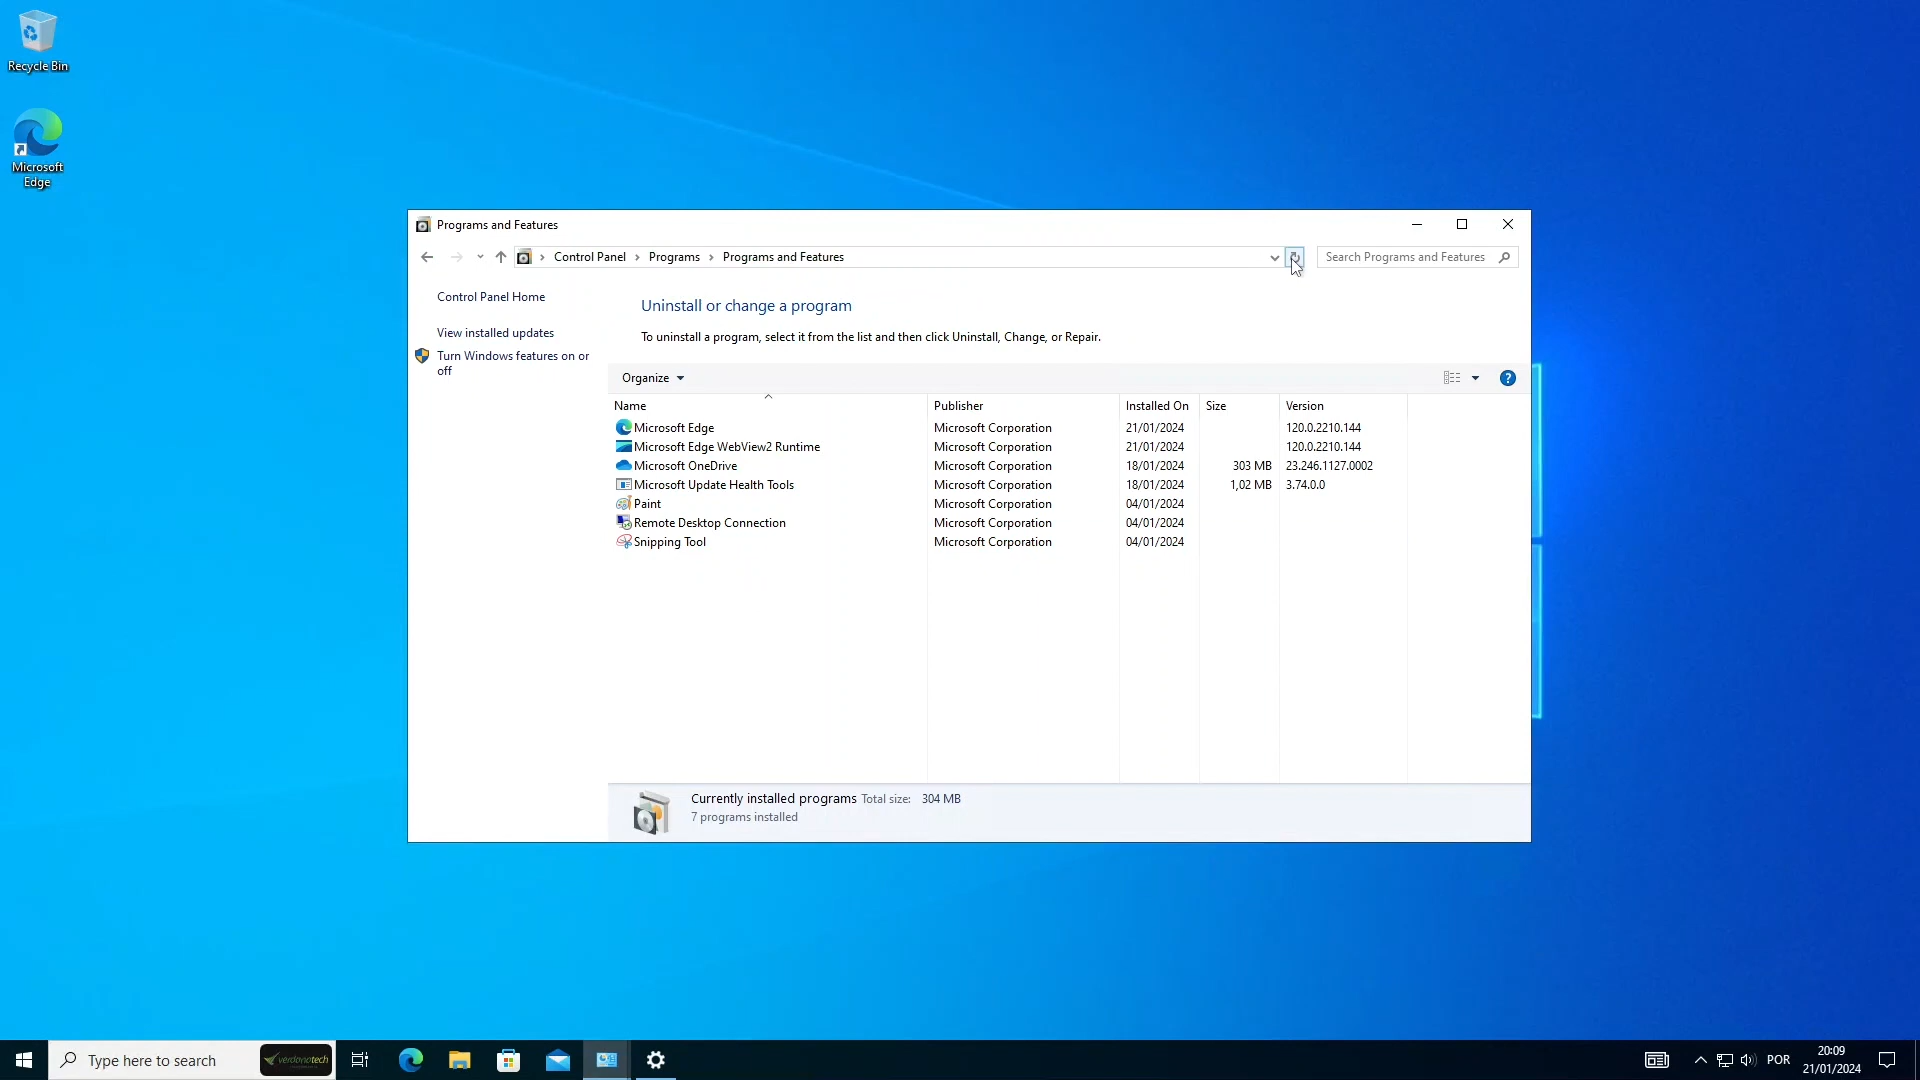 Recycle Bin
Microsoft
Edge
Programs and Features
Control Panel > Programs > Programs and Features
Search Programs and Features
Control Panel Home
View installed updates
Turn Windows features on or
off
Uninstall or change a program
To uninstall a program, select it from the list and then click Uninstall, Change, or Repair.
Organize
Name Publisher Installed On Size Version
Microsoft Edge Microsoft Corporation 21/01/2024 120.0.2210.144
Microsoft Edge WebView2 Runtime Microsoft Corporation 21/01/2024 120.0.2210.144
Microsoft OneDrive Microsoft Corporation 18/01/2024 303 MB 23.246.1127.0002
Microsoft Update Health Tools Microsoft Corporation 18/01/2024 1,02 MB 3.74.0.0
Paint Microsoft Corporation 04/01/2024
Remote Desktop Connection Microsoft Corporation 04/01/2024
Snipping Tool Microsoft Corporation 04/01/2024
Currently installed programs Total size: 304 MB
7 programs installed
Type here to search
verdanatech
POR
20:09
21/01/2024